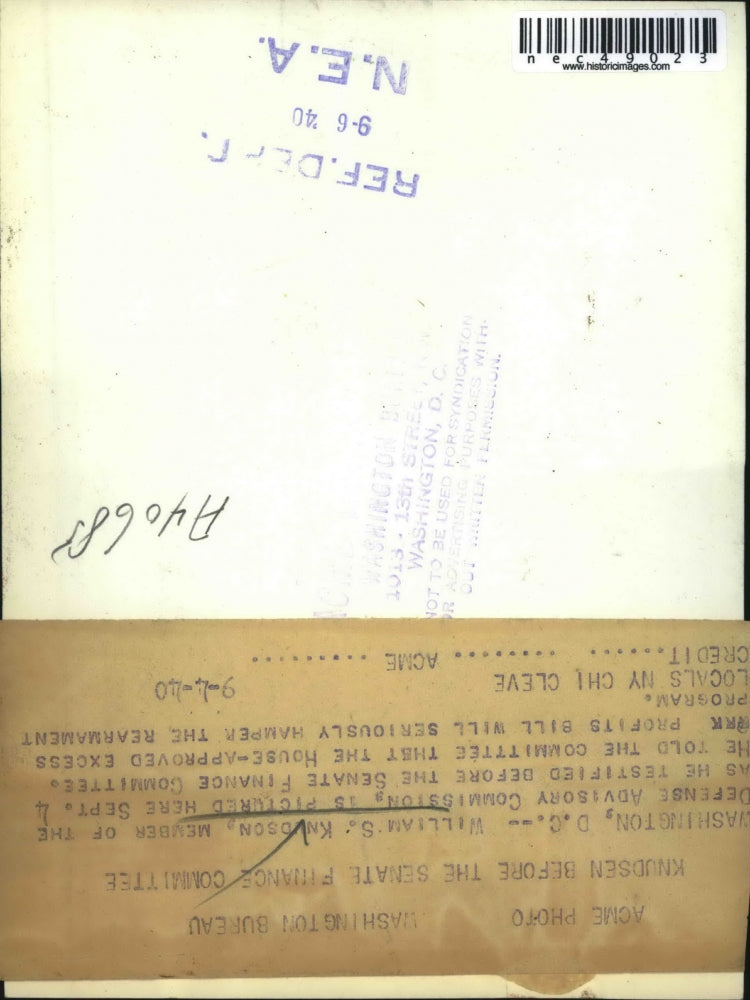 nec49023
www.historicimages.com
N.E.A.
9-6 '40
REF. DEPT.
WASHINGTON
1013 - 13th STREET,
WASHINGTON, D. C.
NOT TO BE USED FOR SYNDICATION
OR ADVERTISING PURPOSES WITH-
OUT WRITTEN PERMISSION.
ACME PHOTO WASHINGTON BUREAU
KNUDSEN BEFORE THE SENATE FINANCE COMMITTEE
WASHINGTON, D.C.-- WILLIAM S. KNUDSON, MEMBER OF THE
DEFENSE ADVISORY COMMISSION, IS PICTURED HERE SEPT. 4
AS HE TESTIFIED BEFORE THE SENATE FINANCE COMMITTEE.
HE TOLD THE COMMITTEE THAT THE HOUSE-APPROVED EXCESS
PROFITS BILL WILL SERIOUSLY HAMPER THE REARMAMENT
PROGRAM.
LOCALS NY CHI CLEVE 9-4-40
CREDIT...... ........ ACME .........